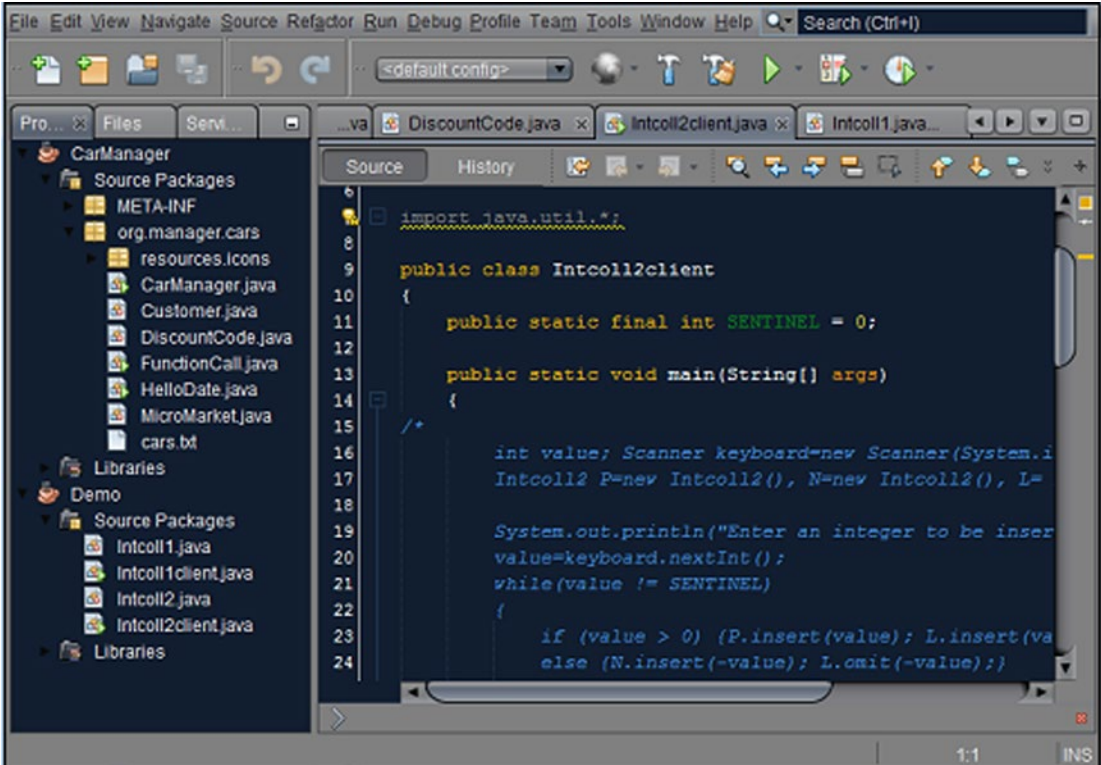 File Edit View Navigate Source Refactor Run Debug Profile Team Tools Window Help Search (Ctrl+I)
<default config>
Pro... Files Servi...
...va DiscountCode.java Intcoll2client.java Intcoll1.java...
CarManager
Source Packages
META-INF
org.manager.cars
resources.icons
CarManager.java
Customer.java
DiscountCode.java
FunctionCall.java
HelloDate.java
MicroMarket.java
cars.txt
Libraries
Demo
Source Packages
Intcoll1.java
Intcoll1client.java
Intcoll2.java
Intcoll2client.java
Libraries
Source History
6
import java.util.*;
8
9 public class Intcoll2client
10 {
11 public static final int SENTINEL = 0;
12
13 public static void main(String[] args)
14 {
15 /*
16 int value; Scanner keyboard=new Scanner(System.i
17 Intcoll2 P=new Intcoll2(), N=new Intcoll2(), L=
18
19 System.out.println("Enter an integer to be inser
20 value=keyboard.nextInt();
21 while(value != SENTINEL)
22 {
23 if (value > 0) {P.insert(value); L.insert(va
24 else {N.insert(-value); L.omit(-value);}
1:1 INS